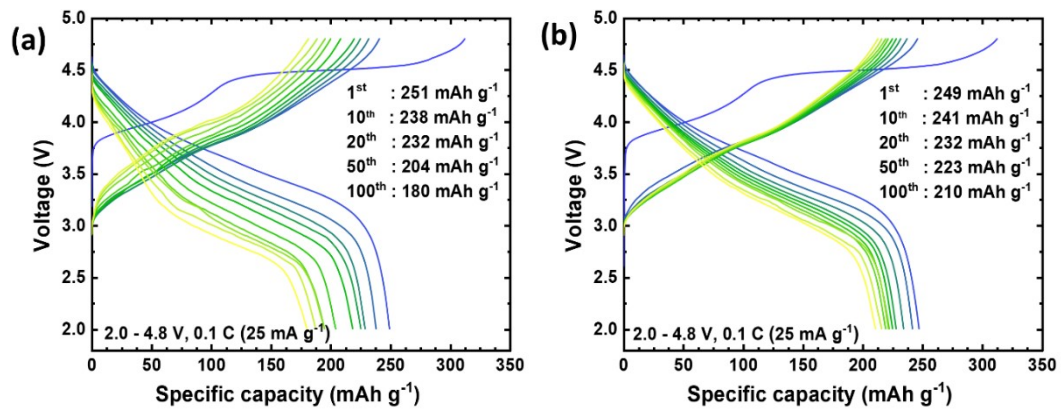 (a)
5.0
4.5
4.0
3.5
3.0
2.5
2.0
Voltage (V)
1st : 251 mAh g-1
10th : 238 mAh g-1
20th : 232 mAh g-1
50th : 204 mAh g-1
100th : 180 mAh g-1
2.0 - 4.8 V, 0.1 C (25 mA g-1)
0 50 100 150 200 250 300 350
Specific capacity (mAh g-1)
(b)
5.0
4.5
4.0
3.5
3.0
2.5
2.0
Voltage (V)
1st : 249 mAh g-1
10th : 241 mAh g-1
20th : 232 mAh g-1
50th : 223 mAh g-1
100th : 210 mAh g-1
2.0 - 4.8 V, 0.1 C (25 mA g-1)
0 50 100 150 200 250 300 350
Specific capacity (mAh g-1)